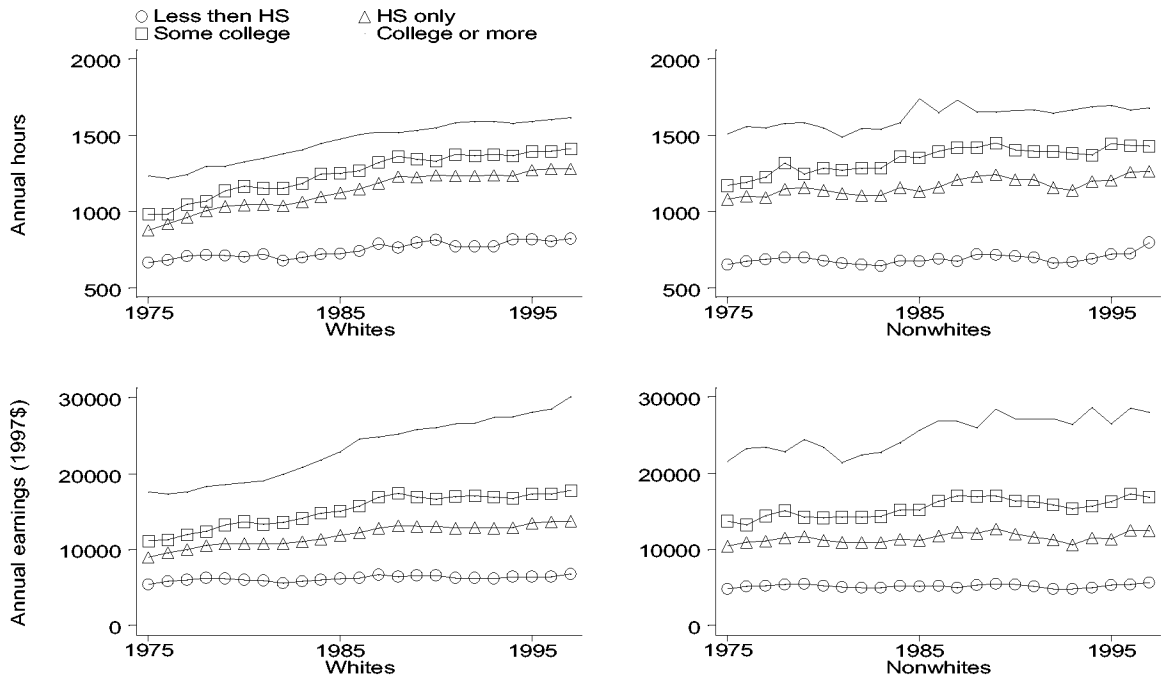 Less then HS HS only
Some college College or more
Annual hours
2000
1500
1000
500
1975 1985 1995
Whites
2000
1500
1000
500
1975 1985 1995
Nonwhites
Annual earnings (1997$)
30000
20000
10000
0
1975 1985 1995
Whites
30000
20000
10000
0
1975 1985 1995
Nonwhites